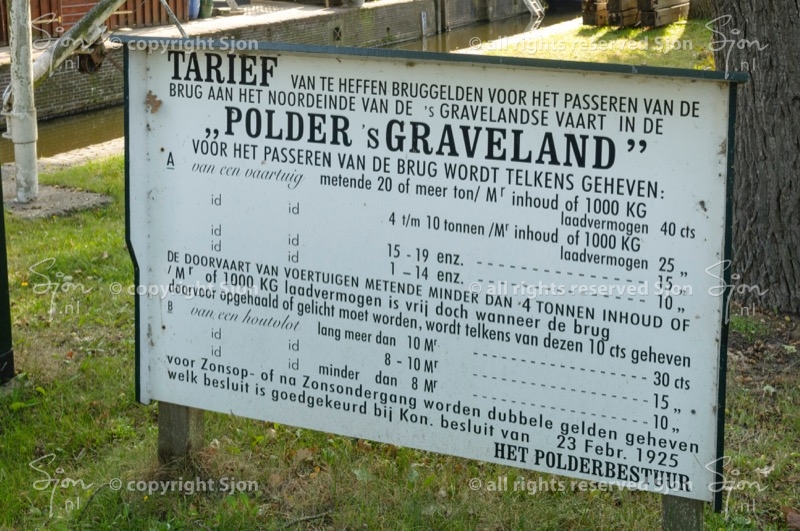 TARIEF VAN TE HEFFEN BRUGGELDEN VOOR HET PASSEREN VAN DE
BRUG AAN HET NOORDEINDE VAN DE 's GRAVELANDSE VAART IN DE
„POLDER 's GRAVELAND”
VOOR HET PASSEREN VAN DE BRUG WORDT TELKENS GEHEVEN:
A van een vaartuig metende 20 of meer ton/ Mʳ inhoud of 1000 KG
laadvermogen 40 cts
id id 4 t/m 10 tonnen /Mʳ inhoud of 1000 KG
laadvermogen 25 „
id id 15 - 19 enz. 15 „
id id 1 - 14 enz. 10 „
DE DOORVAART VAN VOERTUIGEN METENDE MINDER DAN 4 TONNEN INHOUD OF
/Mʳ of 1000 KG laadvermogen is vrij doch wanneer de brug
daarvoor opgehaald of gelicht moet worden, wordt telkens van dezen 10 cts geheven
B van een houtvlot lang meer dan 10 Mʳ 30 cts
id id 8 - 10 Mʳ 15 „
id id minder dan 8 Mʳ 10 „
voor Zonsop- of na Zonsondergang worden dubbele gelden geheven
welk besluit is goedgekeurd bij Kon. besluit van 23 Febr. 1925
HET POLDERBESTUUR
© copyright Sjon
© all rights reserved
Sjon.nl